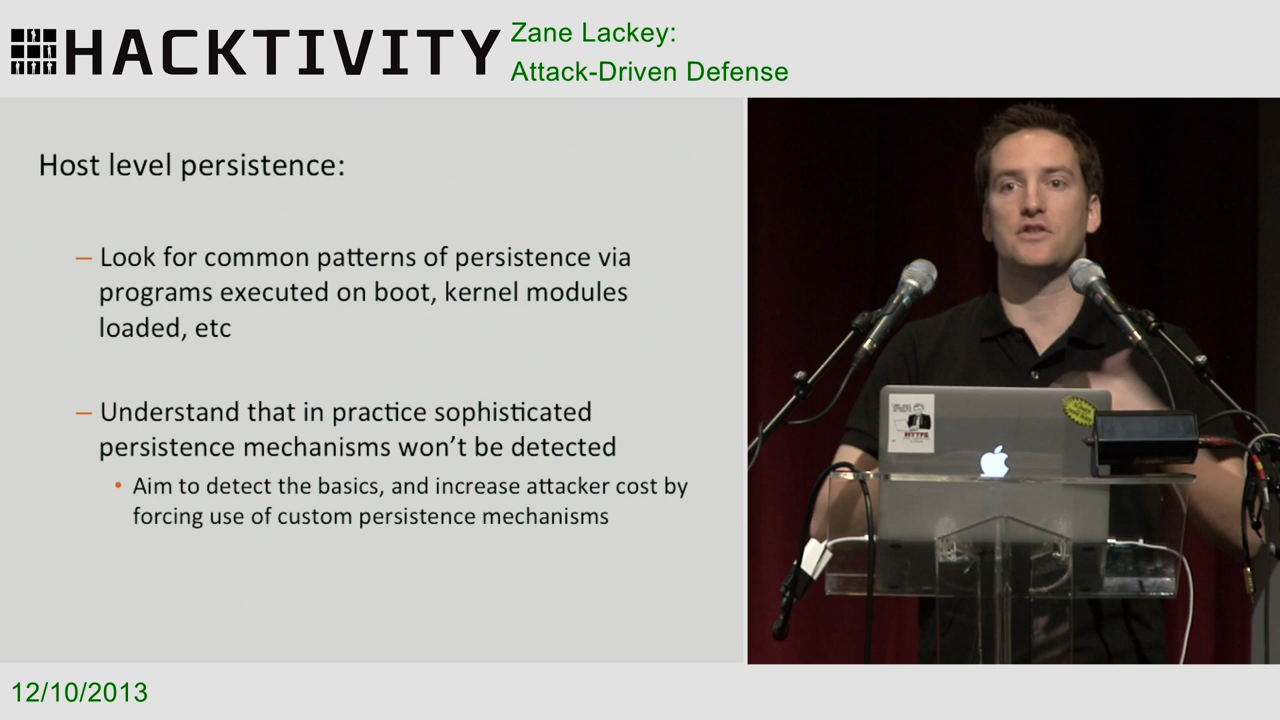 HACKTIVITY
Zane Lackey:
Attack-Driven Defense
Host level persistence:
– Look for common patterns of persistence via
programs executed on boot, kernel modules
loaded, etc
– Understand that in practice sophisticated
persistence mechanisms won't be detected
• Aim to detect the basics, and increase attacker cost by
forcing use of custom persistence mechanisms
HTTPS
12/10/2013